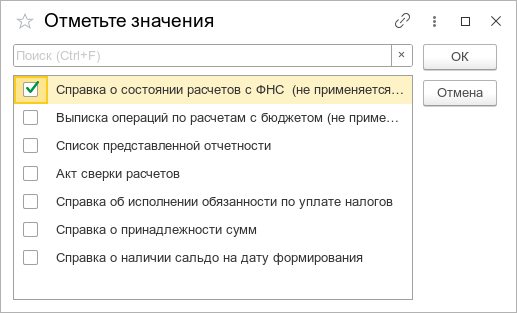 Отметьте значения
Поиск (Ctrl+F)
ОК
Справка о состоянии расчетов с ФНС (не применяется...
Отмена
Выписка операций по расчетам с бюджетом (не приме...
Список представленной отчетности
Акт сверки расчетов
Справка об исполнении обязанности по уплате налогов
Справка о принадлежности сумм
Справка о наличии сальдо на дату формирования